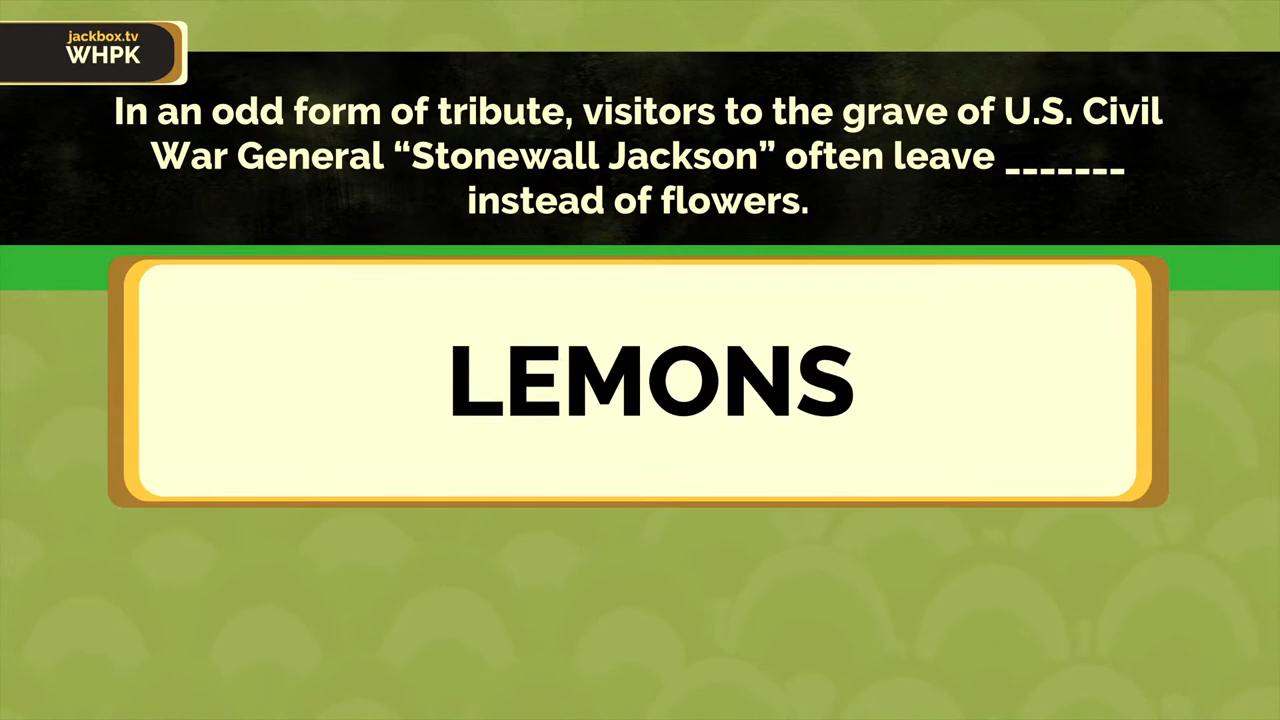 jackbox.tv
WHPK
In an odd form of tribute, visitors to the grave of U.S. Civil
War General “Stonewall Jackson” often leave _______
instead of flowers.
LEMONS